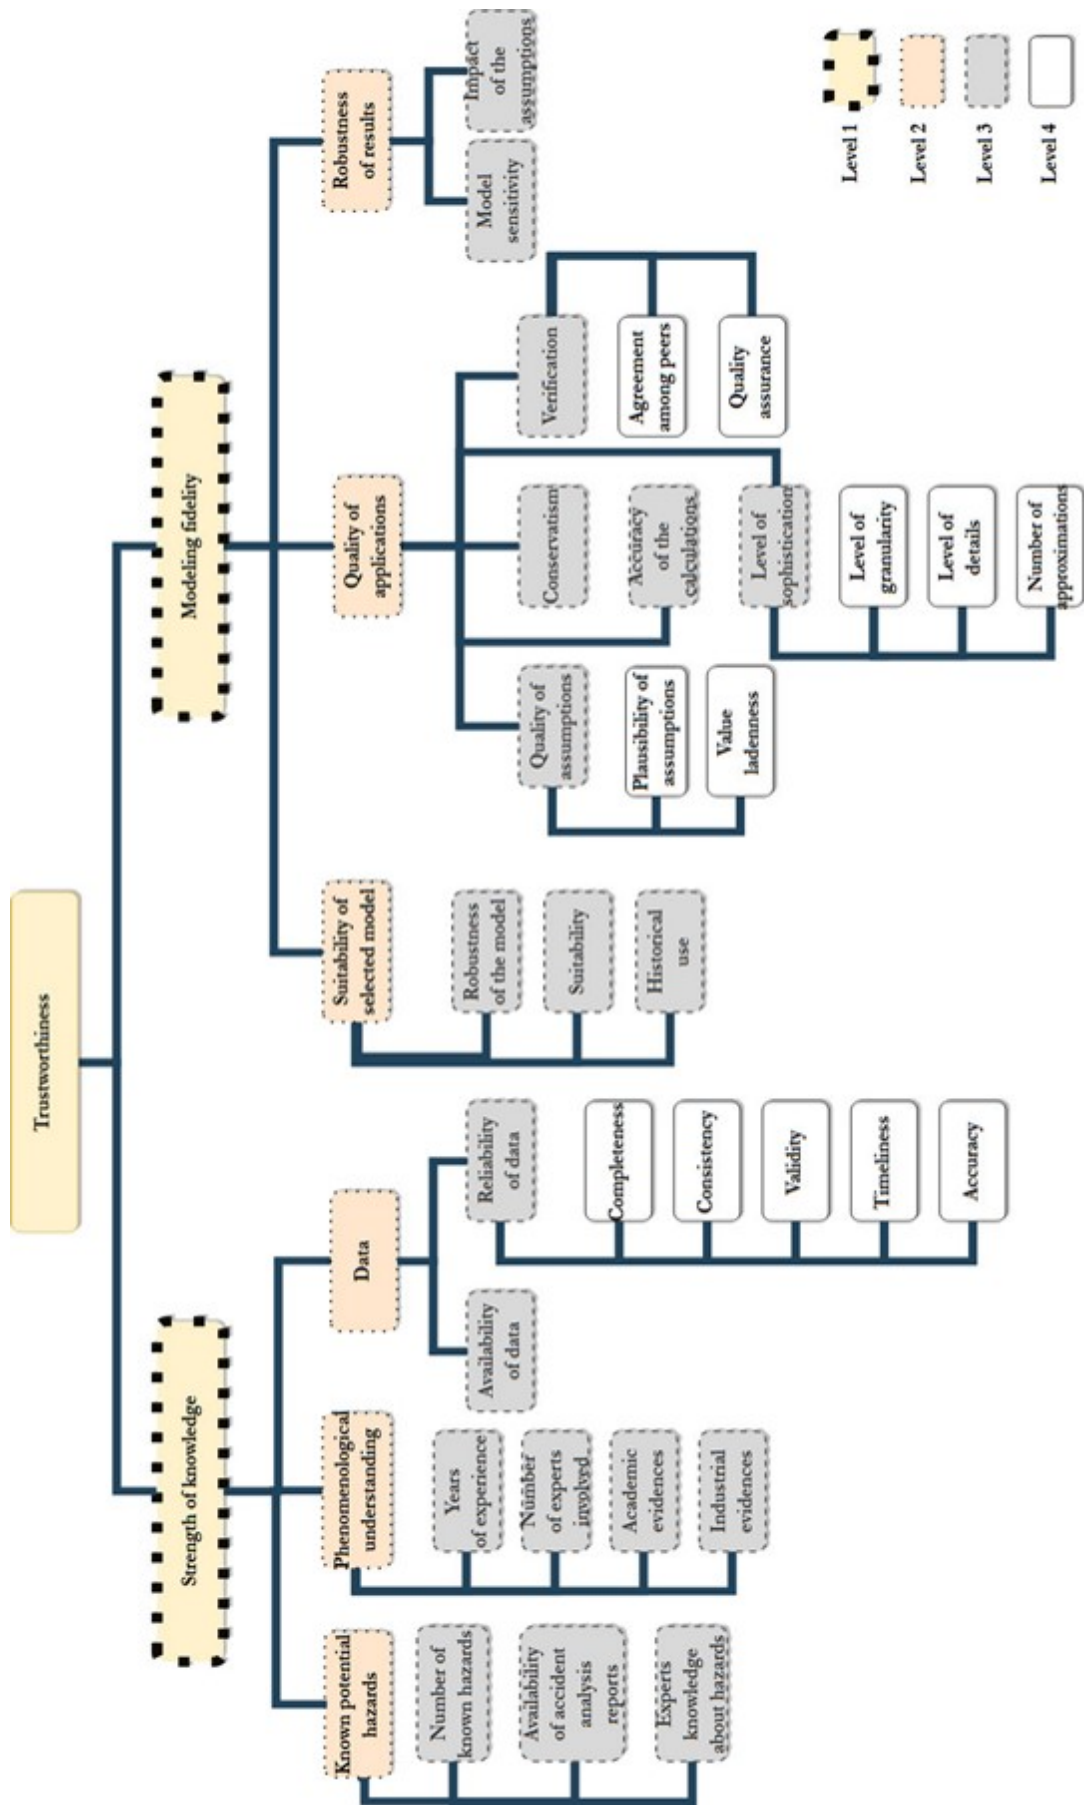 Trustworthiness
Strength of knowledge
Modeling fidelity
Known potential
hazards
Phenomenological
understanding
Data
Suitability of
selected model
Quality of
applications
Robustness
of results
Number of
known hazards
Availability
of accident
analysis
reports
Experts
knowledge
about hazards
Years
of experience
Number
of experts
involved
Academic
evidences
Industrial
evidences
Availability
of data
Reliability
of data
Completeness
Consistency
Validity
Timeliness
Accuracy
Robustness
of the model
Suitability
Historical
use
Quality of
assumptions
Plausibility of
assumptions
Value
ladenness
Conservatism
Accuracy
of the
calculations
Level of
sophistication
Level of
granularity
Level of
details
Number of
approximations
Verification
Agreement
among peers
Quality
assurance
Model
sensitivity
Impact
of the
assumptions
Level 1
Level 2
Level 3
Level 4